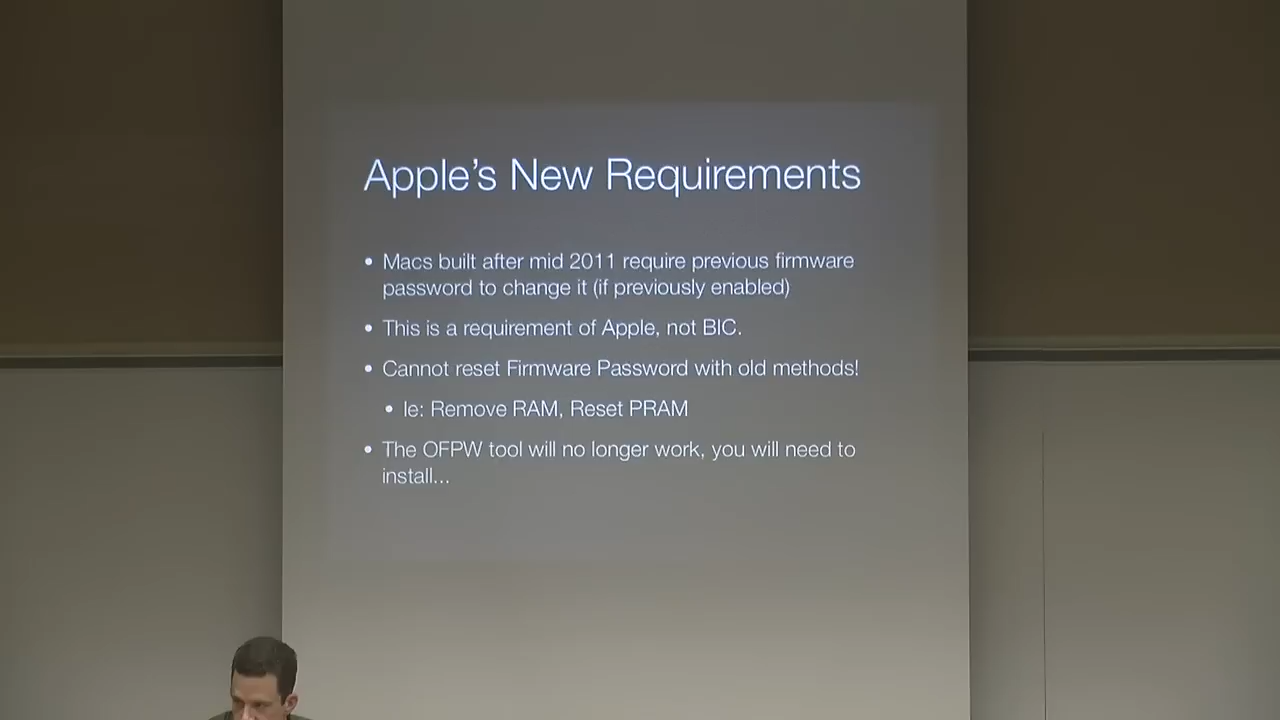 Apple's New Requirements
• Macs built after mid 2011 require previous firmware
password to change it (if previously enabled)
• This is a requirement of Apple, not BIC.
• Cannot reset Firmware Password with old methods!
• Ie: Remove RAM, Reset PRAM
• The OFPW tool will no longer work, you will need to
install...